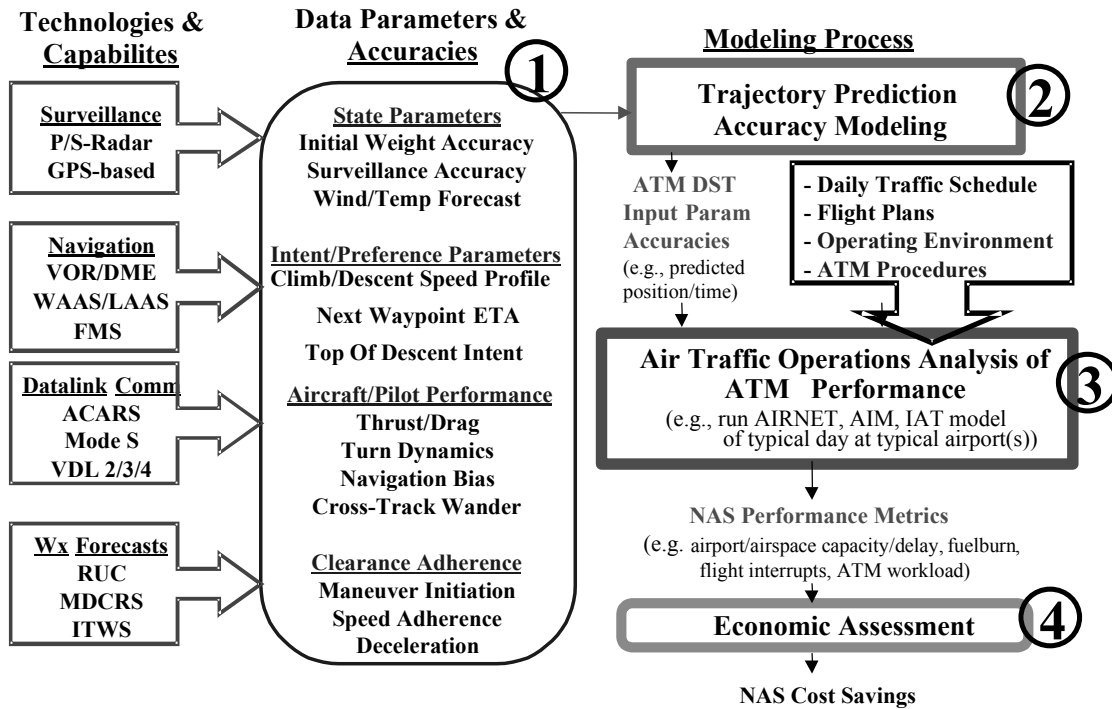 Technologies &
Capabilites
Surveillance
P/S-Radar
GPS-based
Navigation
VOR/DME
WAAS/LAAS
FMS
Datalink Comm
ACARS
Mode S
VDL 2/3/4
Wx Forecasts
RUC
MDCRS
ITWS
Data Parameters &
Accuracies
1
State Parameters
Initial Weight Accuracy
Surveillance Accuracy
Wind/Temp Forecast
Intent/Preference Parameters
Climb/Descent Speed Profile
Next Waypoint ETA
Top Of Descent Intent
Aircraft/Pilot Performance
Thrust/Drag
Turn Dynamics
Navigation Bias
Cross-Track Wander
Clearance Adherence
Maneuver Initiation
Speed Adherence
Deceleration
Modeling Process
2
Trajectory Prediction
Accuracy Modeling
ATM DST
Input Param
Accuracies
(e.g., predicted
position/time)
- Daily Traffic Schedule
- Flight Plans
- Operating Environment
- ATM Procedures
3
Air Traffic Operations Analysis of
ATM Performance
(e.g., run AIRNET, AIM, IAT model
of typical day at typical airport(s))
NAS Performance Metrics
(e.g. airport/airspace capacity/delay, fuelburn,
flight interrupts, ATM workload)
4
Economic Assessment
NAS Cost Savings